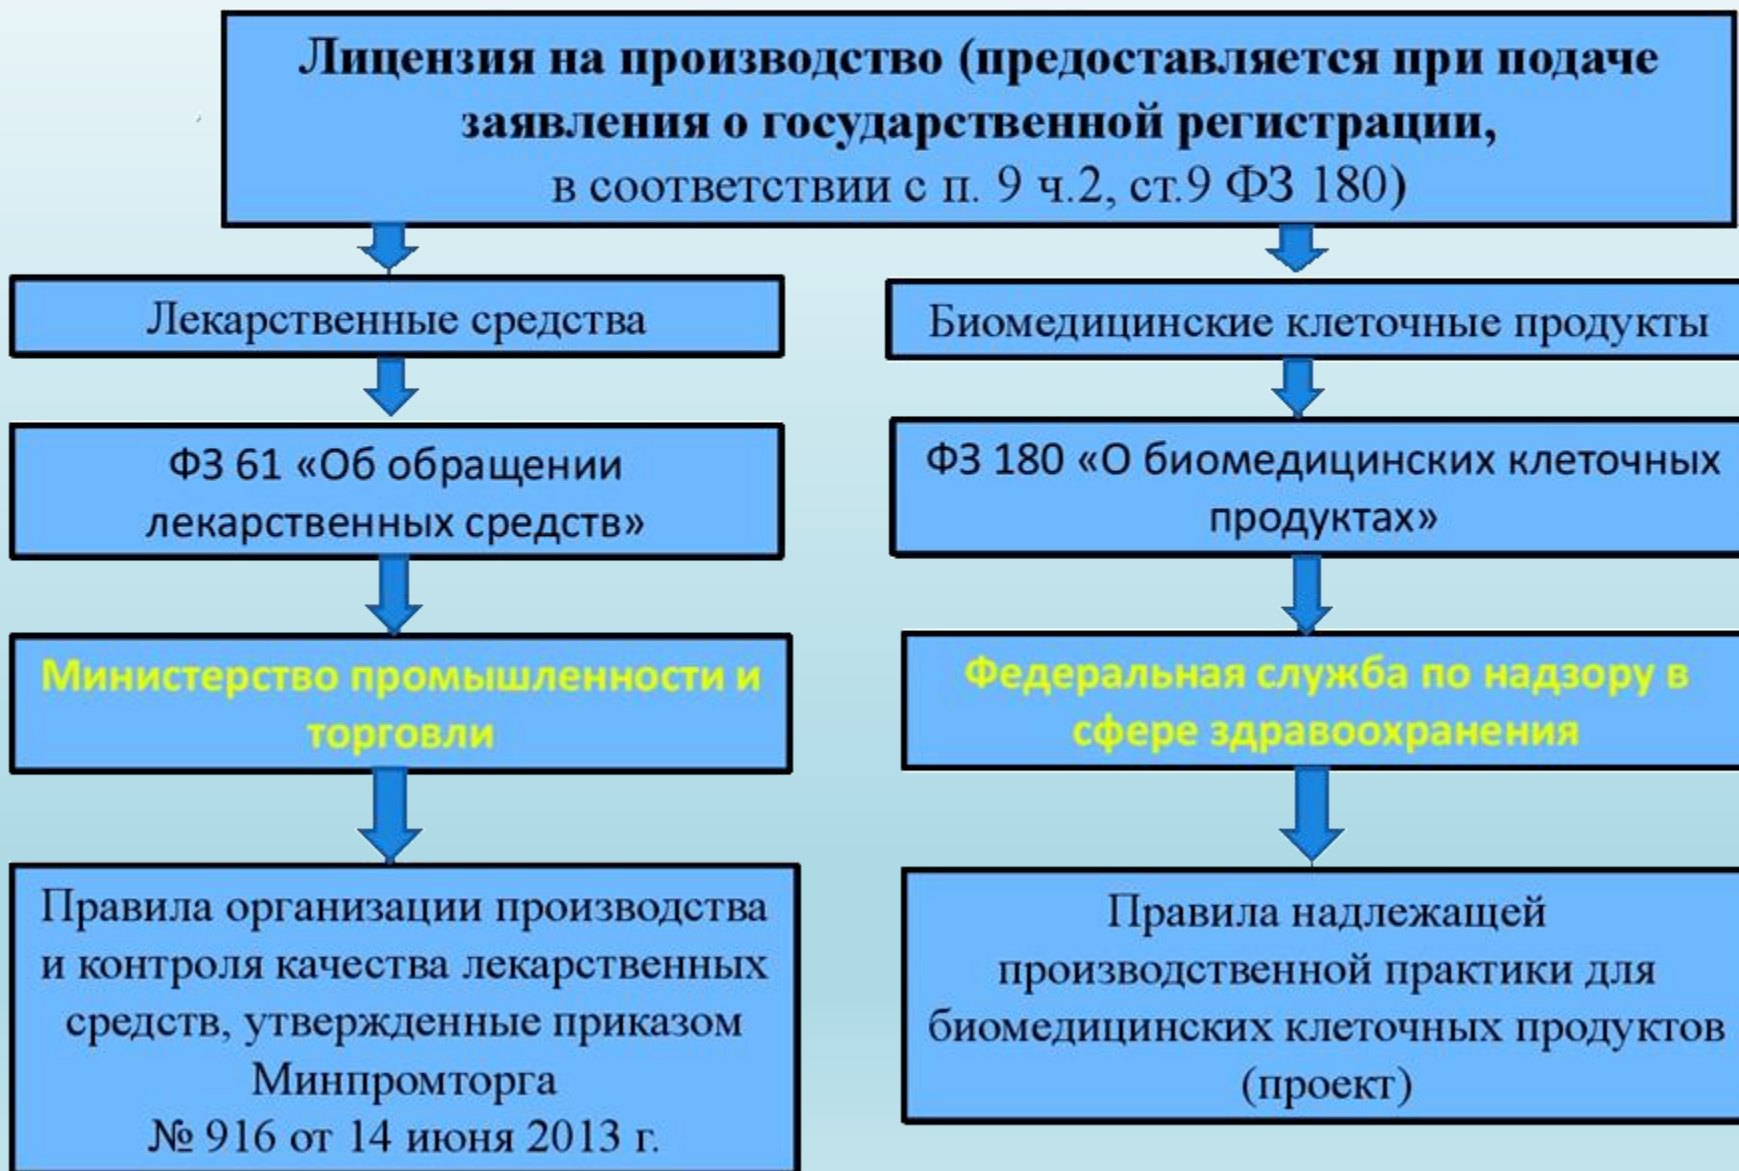 Лицензия на производство (предоставляется при подаче
заявления о государственной регистрации,
в соответствии с п. 9 ч.2, ст.9 ФЗ 180)
Лекарственные средства
Биомедицинские клеточные продукты
ФЗ 61 «Об обращении
лекарственных средств»
ФЗ 180 «О биомедицинских клеточных
продуктах»
Министерство промышленности и
торговли
Федеральная служба по надзору в
сфере здравоохранения
Правила организации производства
и контроля качества лекарственных
средств, утвержденные приказом
Минпромторга
№ 916 от 14 июня 2013 г.
Правила надлежащей
производственной практики для
биомедицинских клеточных продуктов
(проект)